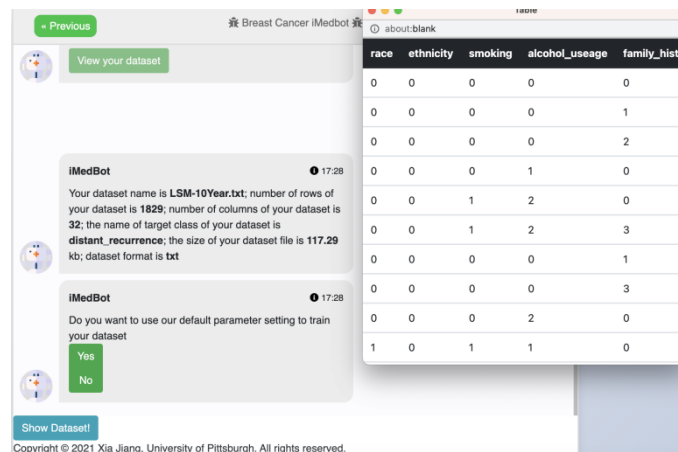 « Previous
Breast Cancer iMedbot
View your dataset
iMedBot 17:28
Your dataset name is LSM-10Year.txt; number of rows of
your dataset is 1829; number of columns of your dataset is
32; the name of target class of your dataset is
distant_recurrence; the size of your dataset file is 117.29
kb; dataset format is txt
iMedBot 17:28
Do you want to use our default parameter setting to train
your dataset
Yes
No
Show Dataset!
Copyright © 2021 Xia Jiang, University of Pittsburgh. All rights reserved.
Table
about:blank
race ethnicity smoking alcohol_useage family_hist
0 0 0 0 0
0 0 0 0 1
0 0 0 0 2
0 0 0 1 0
0 0 1 2 0
0 0 1 2 3
0 0 0 0 1
0 0 0 0 3
0 0 0 2 0
1 0 1 1 0